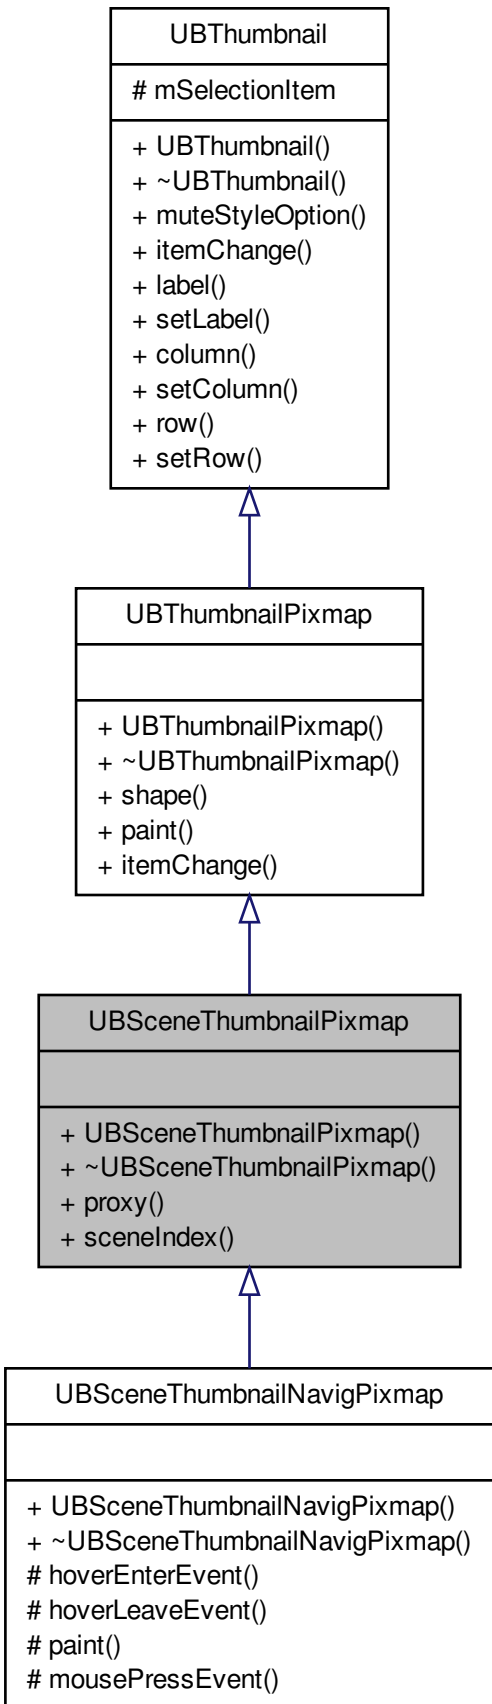 UBThumbnail
# mSelectionItem
+ UBThumbnail()
+ ~UBThumbnail()
+ muteStyleOption()
+ itemChange()
+ label()
+ setLabel()
+ column()
+ setColumn()
+ row()
+ setRow()
UBThumbnailPixmap
+ UBThumbnailPixmap()
+ ~UBThumbnailPixmap()
+ shape()
+ paint()
+ itemChange()
UBSceneThumbnailPixmap
+ UBSceneThumbnailPixmap()
+ ~UBSceneThumbnailPixmap()
+ proxy()
+ sceneIndex()
UBSceneThumbnailNavigPixmap
+ UBSceneThumbnailNavigPixmap()
+ ~UBSceneThumbnailNavigPixmap()
# hoverEnterEvent()
# hoverLeaveEvent()
# paint()
# mousePressEvent()